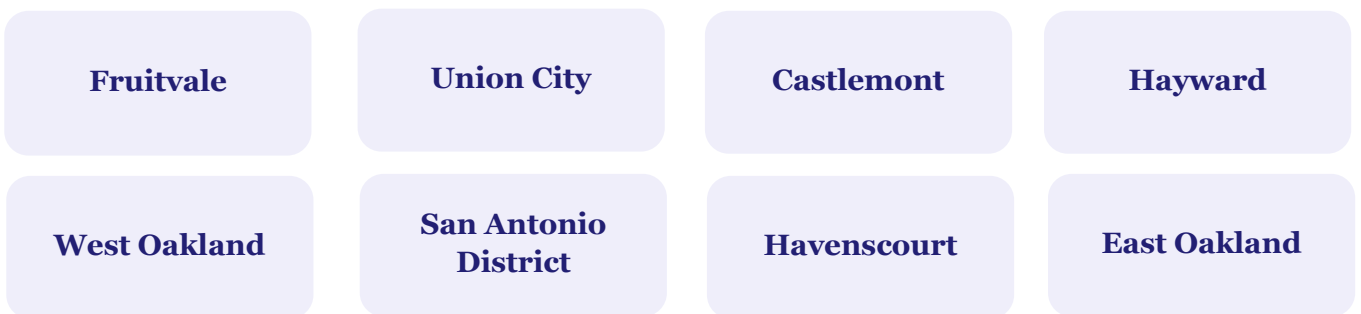 Fruitvale
Union City
Castlemont
Hayward
West Oakland
San Antonio
District
Havenscourt
East Oakland